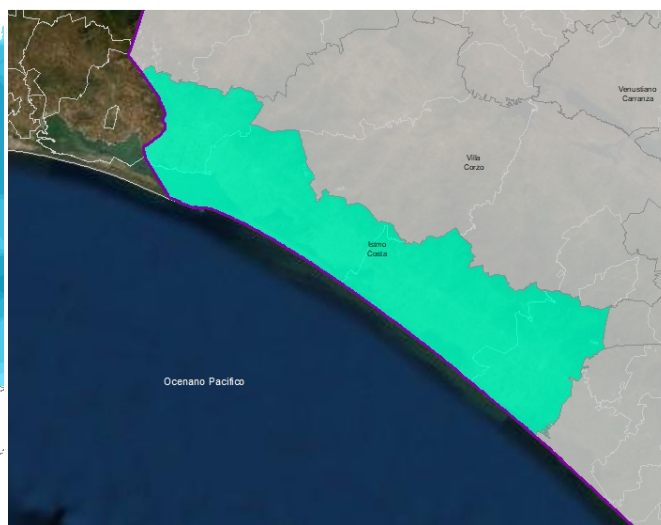 Venustiano
Carranza
Villa
Corzo
Istmo
Costa
Ocenano Pacifico